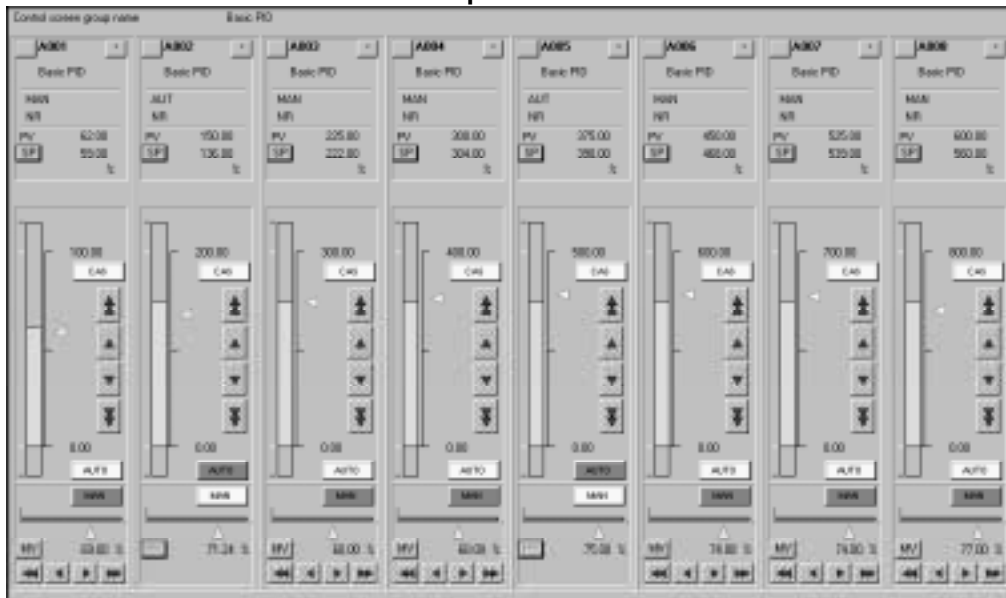 Control screen group name Basic PID
A001 A002 A003 A004 A005 A006 A007 A008
Basic PID Basic PID Basic PID Basic PID Basic PID Basic PID Basic PID Basic PID
MAN AUT MAN MAN AUT MAN MAN MAN
NR NR NR NR NR NR NR NR
PV 62.00 PV 150.00 PV 225.00 PV 300.00 PV 375.00 PV 450.00 PV 525.00 PV 600.00
SP 59.00 SP 136.00 SP 222.00 SP 304.00 SP 390.00 SP 468.00 SP 539.00 SP 560.00
% % % % % % % %
100.00 200.00 300.00 400.00 500.00 600.00 700.00 800.00
CAS CAS CAS CAS CAS CAS CAS CAS
0.00 0.00 0.00 0.00 0.00 0.00 0.00 0.00
AUTO AUTO AUTO AUTO AUTO AUTO AUTO AUTO
MAN MAN MAN MAN MAN MAN MAN MAN
MV % 71.24 % MV % MV % 75.00 % MV 74.00 % MV 74.00 % MV 77.00 %